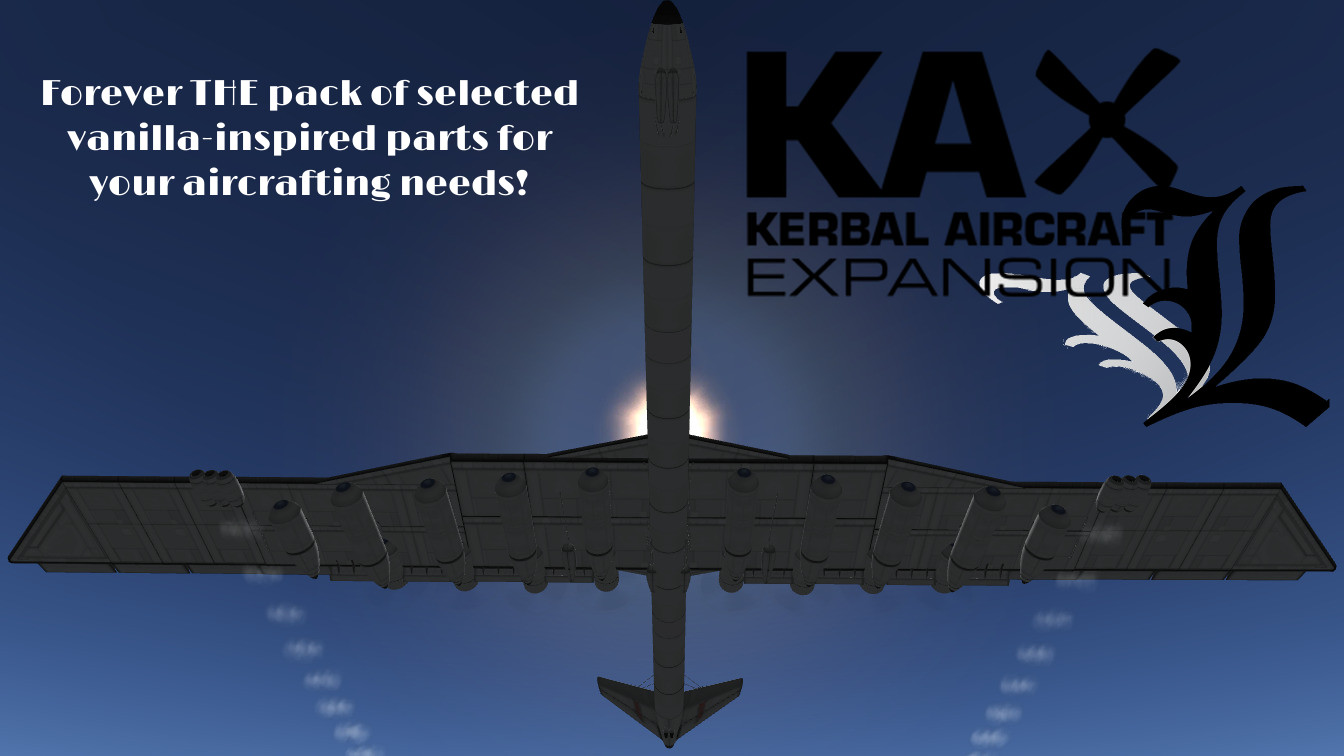 Forever THE pack of selected
vanilla-inspired parts for
your aircrafting needs!
KAX
KERBAL AIRCRAFT
EXPANSION
L